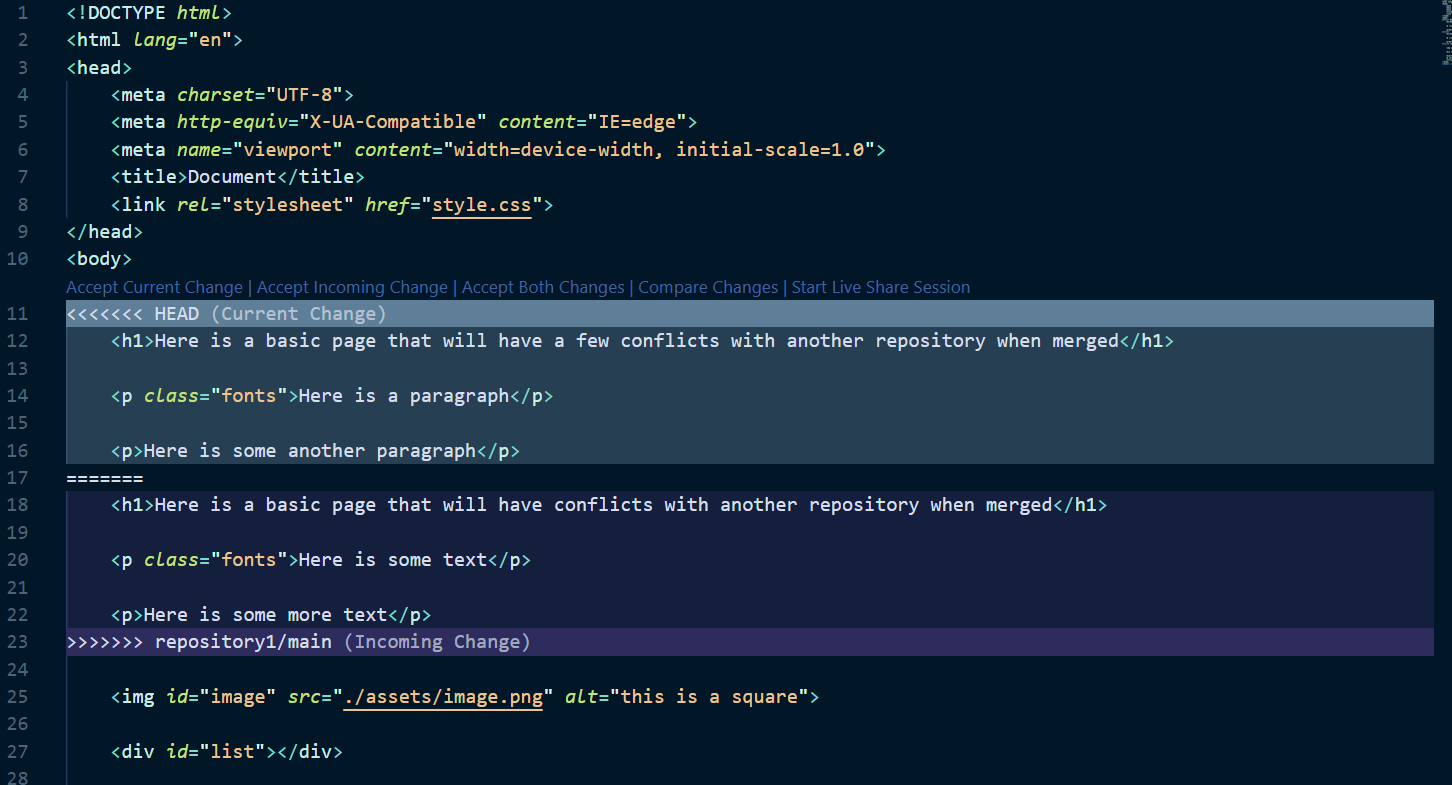 1 <!DOCTYPE html>
2 <html lang="en">
3 <head>
4     <meta charset="UTF-8">
5     <meta http-equiv="X-UA-Compatible" content="IE=edge">
6     <meta name="viewport" content="width=device-width, initial-scale=1.0">
7     <title>Document</title>
8     <link rel="stylesheet" href="style.css">
9 </head>
10 <body>
Accept Current Change | Accept Incoming Change | Accept Both Changes | Compare Changes | Start Live Share Session
11 <<<<<<< HEAD (Current Change)
12     <h1>Here is a basic page that will have a few conflicts with another repository when merged</h1>
13
14     <p class="fonts">Here is a paragraph</p>
15
16     <p>Here is some another paragraph</p>
17 =======
18     <h1>Here is a basic page that will have conflicts with another repository when merged</h1>
19
20     <p class="fonts">Here is some text</p>
21
22     <p>Here is some more text</p>
23 >>>>>>> repository1/main (Incoming Change)
24
25     <img id="image" src="./assets/image.png" alt="this is a square">
26
27     <div id="list"></div>
28